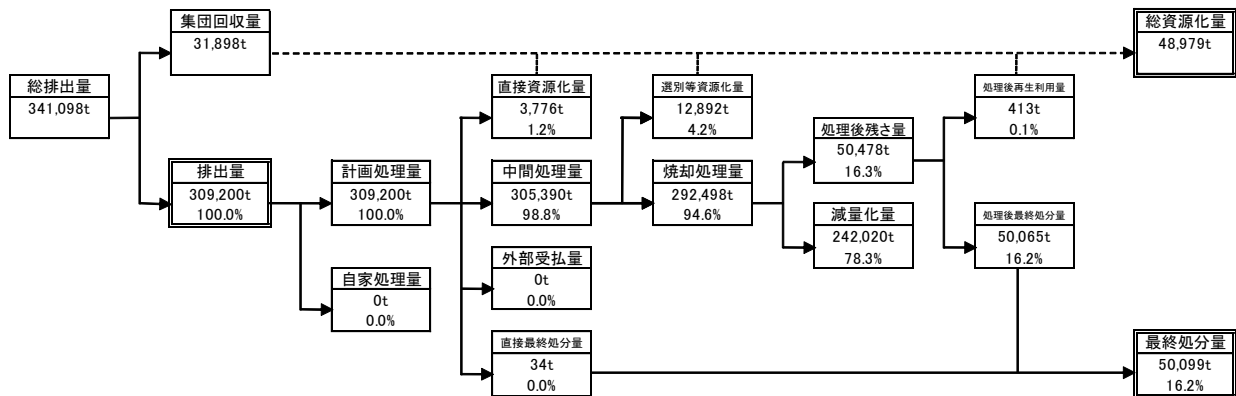 集団回収量
31,898t
総資源化量
48,979t
総排出量
341,098t
直接資源化量
3,776t
1.2%
選別等資源化量
12,892t
4.2%
処理後再生利用量
413t
0.1%
処理後残さ量
50,478t
16.3%
排出量
309,200t
100.0%
計画処理量
309,200t
100.0%
中間処理量
305,390t
98.8%
焼却処理量
292,498t
94.6%
減量化量
242,020t
78.3%
処理後最終処分量
50,065t
16.2%
自家処理量
0t
0.0%
外部受払量
0t
0.0%
直接最終処分量
34t
0.0%
最終処分量
50,099t
16.2%